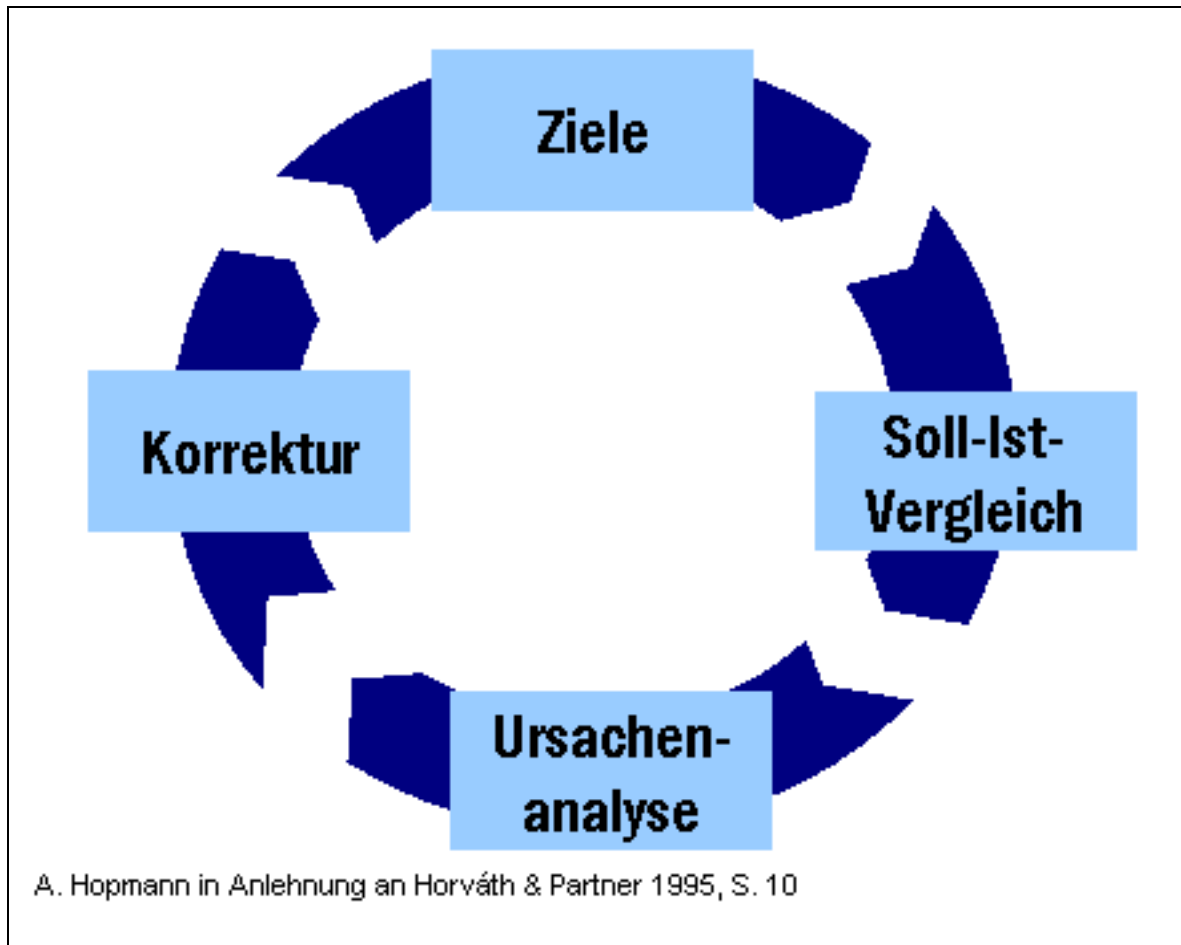 Ziele
Soll-Ist-
Vergleich
Korrektur
Ursachen-
analyse
A. Hopmann in Anlehnung an Horváth & Partner 1995, S. 10